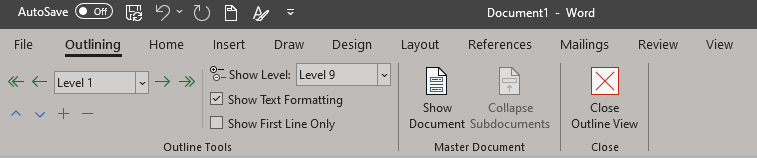 AutoSave Off Document1 - Word
File Outlining Home Insert Draw Design Layout References Mailings Review View
Level 1
Show Level: Level 9
Show Text Formatting
Show First Line Only
Outline Tools
Show
Document
Collapse
Subdocuments
Master Document
Close
Outline View
Close